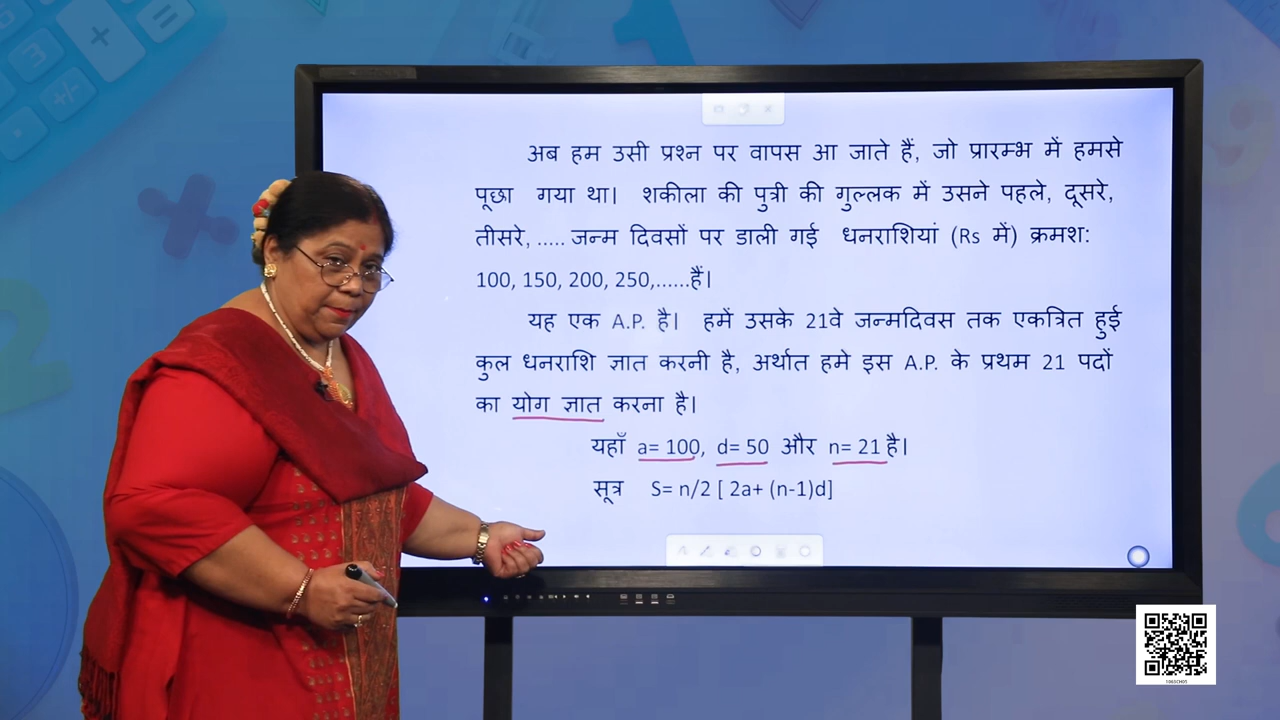 अब हम उसी प्रश्न पर वापस आ जाते हैं, जो प्रारम्भ में हमसे
पूछा गया था। शकीला की पुत्री की गुल्लक में उसने पहले, दूसरे,
तीसरे, ..... जन्म दिवसों पर डाली गई धनराशियां (Rs में) क्रमश:
100, 150, 200, 250,......हैं।
यह एक A.P. है। हमें उसके 21वे जन्मदिवस तक एकत्रित हुई
कुल धनराशि ज्ञात करनी है, अर्थात हमे इस A.P. के प्रथम 21 पदों
का योग ज्ञात करना है।
यहाँ a= 100, d= 50 और n= 21 है।
सूत्र S= n/2 [ 2a+ (n-1)d]